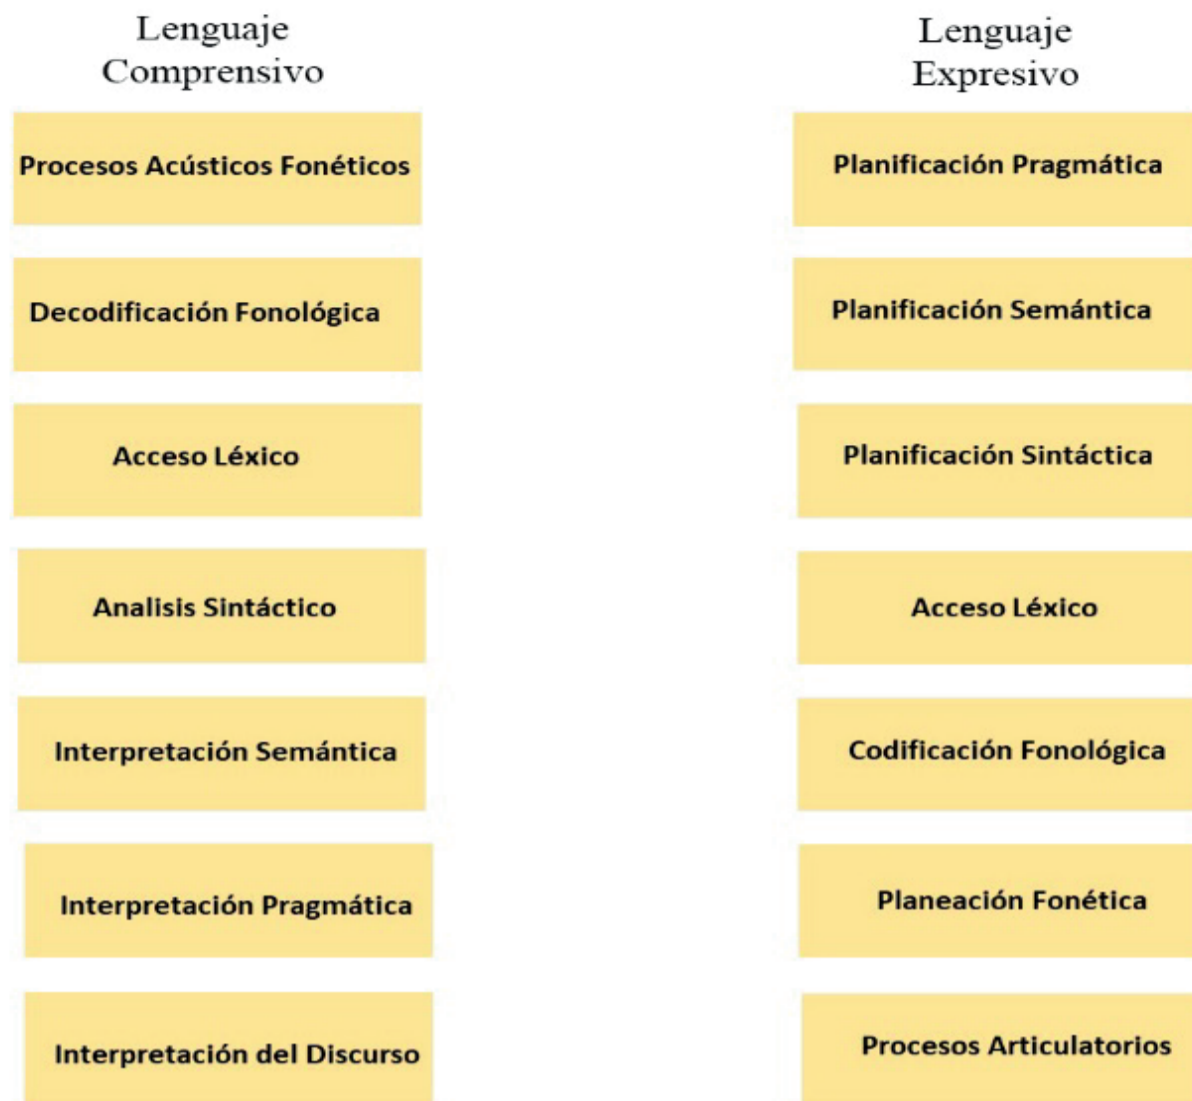 Lenguaje
Comprensivo
Procesos Acústicos Fonéticos
Decodificación Fonológica
Acceso Léxico
Analisis Sintáctico
Interpretación Semántica
Interpretación Pragmática
Interpretación del Discurso
Lenguaje
Expresivo
Planificación Pragmática
Planificación Semántica
Planificación Sintáctica
Acceso Léxico
Codificación Fonológica
Planeación Fonética
Procesos Articulatorios